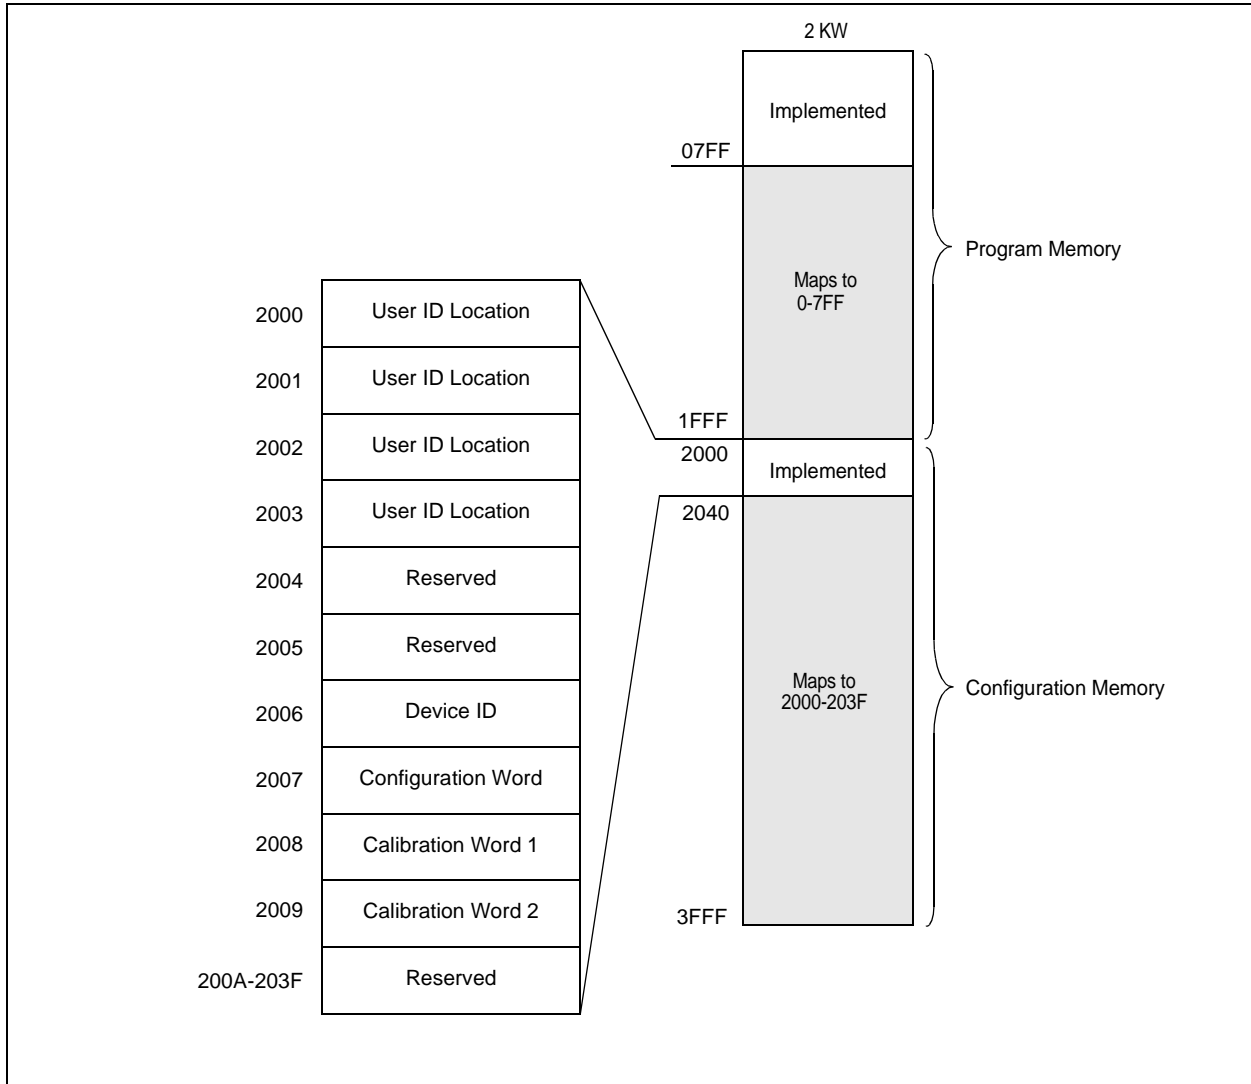 2 KW
Implemented
07FF
Maps to
0-7FF
Program Memory
1FFF
2000
Implemented
2040
Maps to
2000-203F
Configuration Memory
3FFF
2000 User ID Location
2001 User ID Location
2002 User ID Location
2003 User ID Location
2004 Reserved
2005 Reserved
2006 Device ID
2007 Configuration Word
2008 Calibration Word 1
2009 Calibration Word 2
200A-203F Reserved